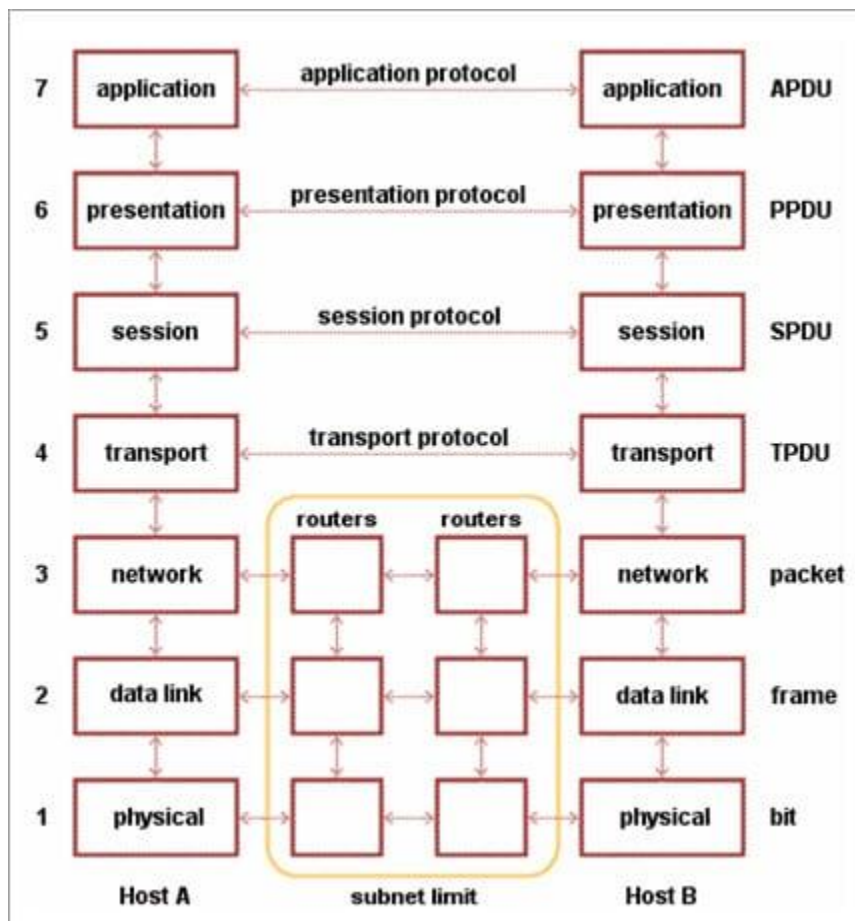 application protocol
7 application application APDU
presentation protocol
6 presentation presentation PPDU
session protocol
5 session session SPDU
transport protocol
4 transport transport TPDU
routers routers
3 network network packet
2 data link data link frame
1 physical physical bit
Host A subnet limit Host B